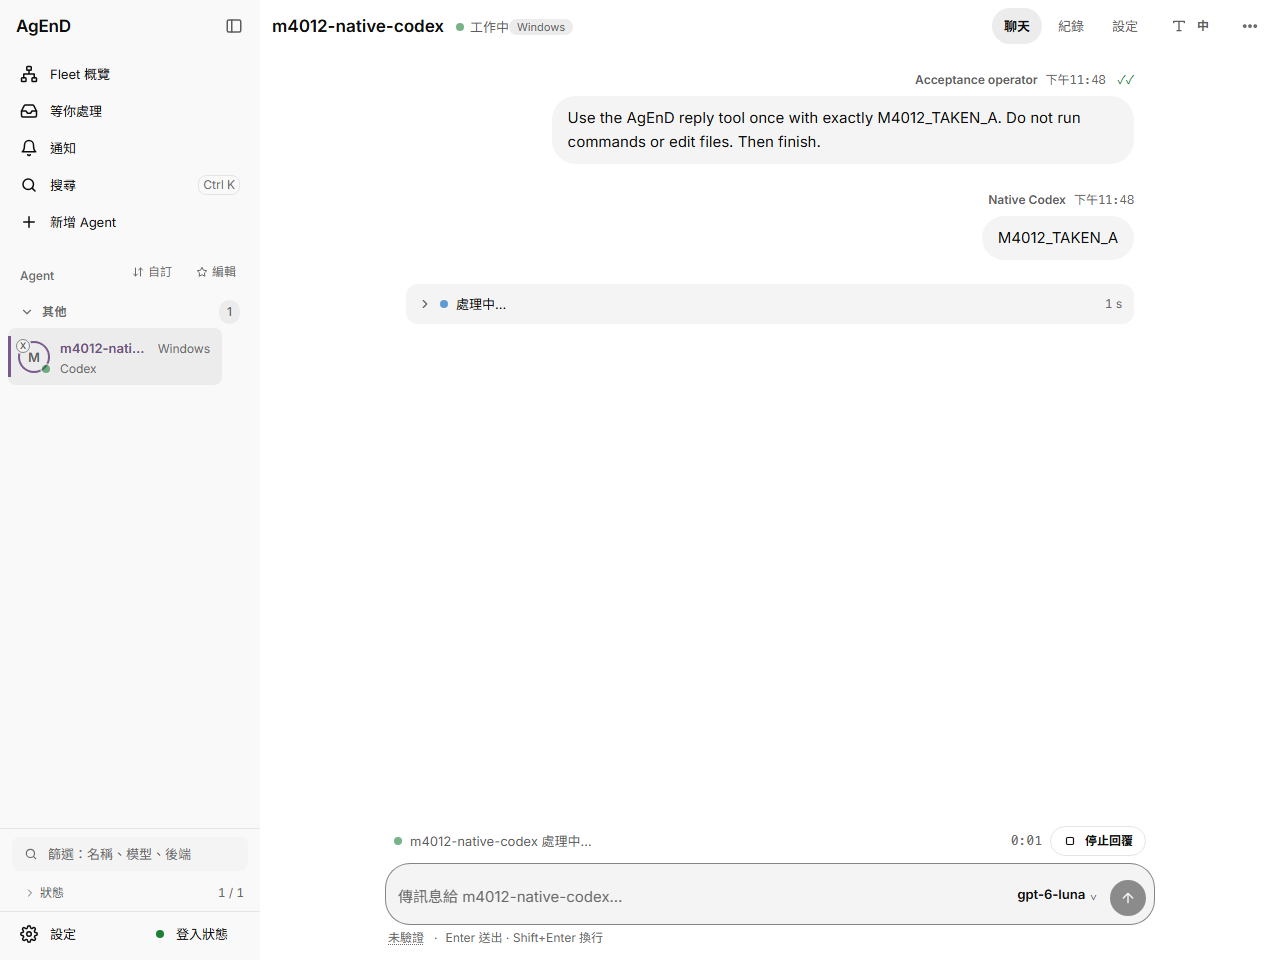 AgEnD
Fleet 概覽
等你處理
通知
搜尋
Ctrl K
新增 Agent
Agent
自訂
編輯
其他
1
X
M
m4012-nati...
Windows
Codex
篩選：名稱、模型、後端
狀態
1 / 1
設定
登入狀態
m4012-native-codex
工作中
Windows
聊天
紀錄
設定
中
Acceptance operator 下午11:48
Use the AgEnD reply tool once with exactly M4012_TAKEN_A. Do not run
commands or edit files. Then finish.
Native Codex 下午11:48
M4012_TAKEN_A
處理中...
1 s
m4012-native-codex 處理中...
0:01
停止回覆
傳訊息給 m4012-native-codex...
gpt-6-luna
未驗證 · Enter 送出 · Shift+Enter 換行